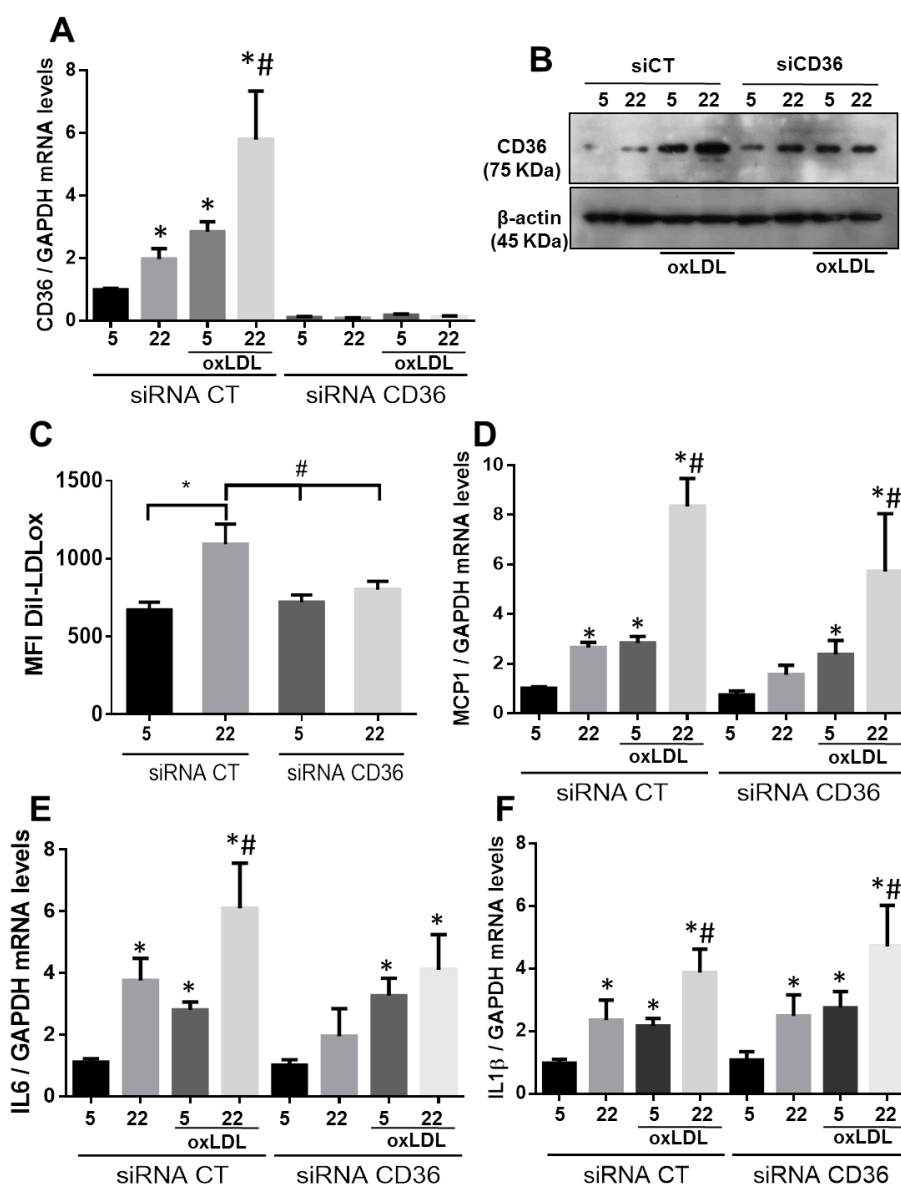 A
CD36 / GAPDH mRNA levels
8
6
4
2
0
*
*
*#
5 22 5 22 5 22 5 22
oxLDL oxLDL
siRNA CT siRNA CD36
B
siCT siCD36
5 22 5 22 5 22 5 22
CD36
(75 KDa)
β-actin
(45 KDa)
oxLDL oxLDL
C
MFI Dil-LDLox
1500
1000
500
0
*
#
5 22 5 22
siRNA CT siRNA CD36
D
MCP1 / GAPDH mRNA levels
10
8
6
4
2
0
*
*
*#
*
*#
5 22 5 22 5 22 5 22
oxLDL oxLDL
siRNA CT siRNA CD36
E
IL6 / GAPDH mRNA levels
8
6
4
2
0
*
*
*#
*
*
5 22 5 22 5 22 5 22
oxLDL oxLDL
siRNA CT siRNA CD36
F
IL1β / GAPDH mRNA levels
8
6
4
2
0
*
*
*#
*
*
*#
5 22 5 22 5 22 5 22
oxLDL oxLDL
siRNA CT siRNA CD36